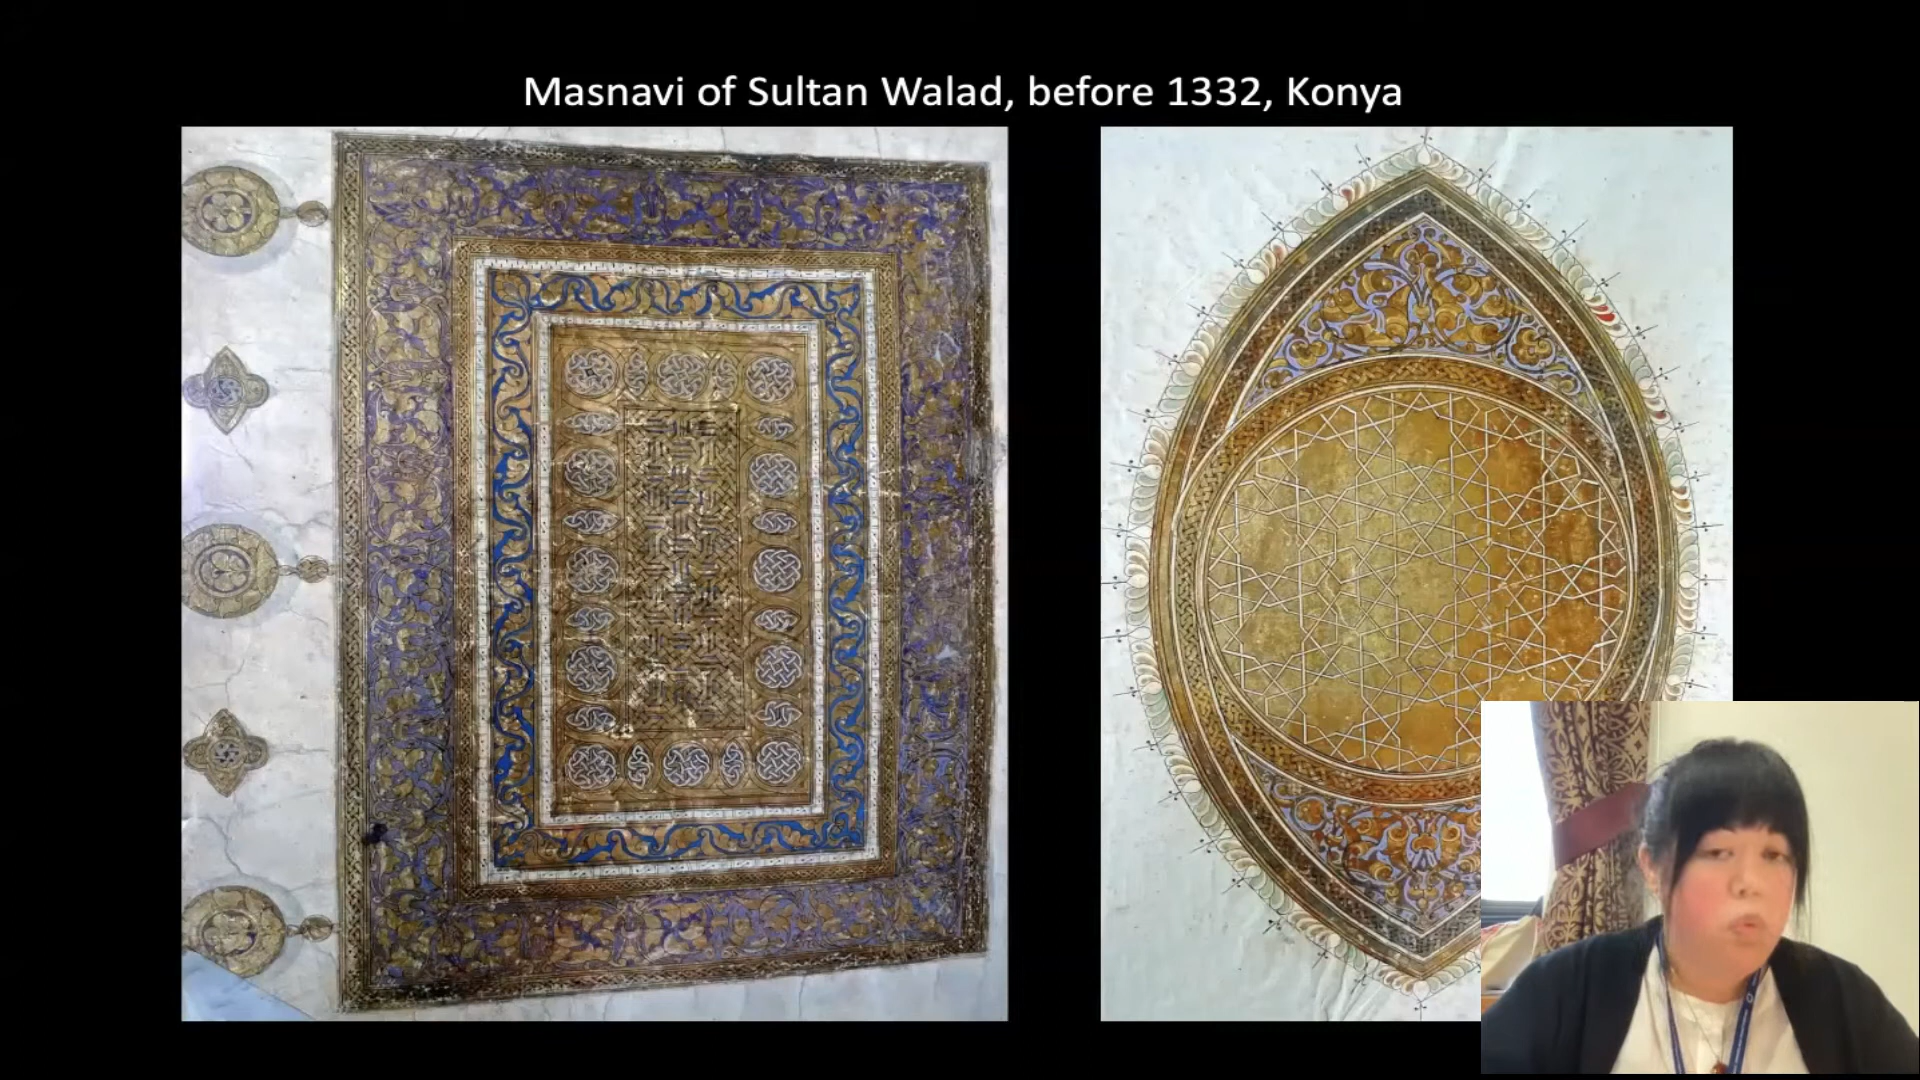 Masnavi of Sultan Walad, before 1332, Konya